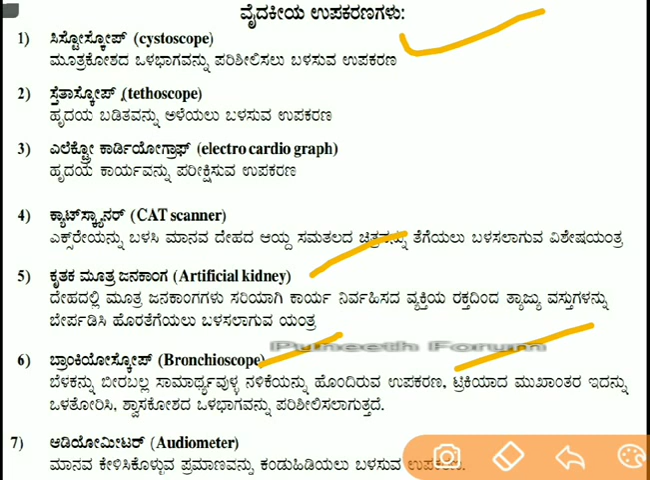 ವೈದಕೀಯ ಉಪಕರಣಗಳು:
1) ಸಿಸ್ಟೋಸ್ಕೋಪ್ (cystoscope)
ಮೂತ್ರಕೋಶದ ಒಳಭಾಗವನ್ನು ಪರಿಶೀಲಿಸಲು ಬಳಸುವ ಉಪಕರಣ
2) ಸ್ತೆತಾಸ್ಕೋಪ್ (tethoscope)
ಹೃದಯ ಬಡಿತವನ್ನು ಅಳೆಯಲು ಬಳಸುವ ಉಪಕರಣ
3) ಎಲೆಕ್ಟ್ರೋ ಕಾರ್ಡಿಯೋಗ್ರಾಫ್ (electro cardio graph)
ಹೃದಯ ಕಾರ್ಯವನ್ನು ಪರೀಕ್ಷಿಸುವ ಉಪಕರಣ
4) ಕ್ಯಾಟ್‌ಸ್ಕ್ಯಾನರ್ (CAT scanner)
ಎಕ್ಸ್‌ರೇಯನ್ನು ಬಳಸಿ ಮಾನವ ದೇಹದ ಆಯ್ದ ಸಮತಲದ ಚಿತ್ರವನ್ನು ತೆಗೆಯಲು ಬಳಸಲಾಗುವ ವಿಶೇಷಯಂತ್ರ
5) ಕೃತಕ ಮೂತ್ರ ಜನಕಾಂಗ (Artificial kidney)
ದೇಹದಲ್ಲಿ ಮೂತ್ರ ಜನಕಾಂಗಗಳು ಸರಿಯಾಗಿ ಕಾರ್ಯ ನಿರ್ವಹಿಸದ ವ್ಯಕ್ತಿಯ ರಕ್ತದಿಂದ ತ್ಯಾಜ್ಯ ವಸ್ತುಗಳನ್ನು
ಬೇರ್ಪಡಿಸಿ ಹೊರತೆಗೆಯಲು ಬಳಸಲಾಗುವ ಯಂತ್ರ
Puneeth Forum
6) ಬ್ರಾಂಕಿಯೋಸ್ಕೋಪ್ (Bronchioscope)
ಬೆಳಕನ್ನು ಬೀರಬಲ್ಲ ಸಾಮರ್ಥ್ಯವುಳ್ಳ ನಳಿಕೆಯನ್ನು ಹೊಂದಿರುವ ಉಪಕರಣ, ಟ್ರಿಕಿಯಾದ ಮುಖಾಂತರ ಇದನ್ನು
ಒಳತೋರಿಸಿ, ಶ್ವಾಸಕೋಶದ ಒಳಭಾಗವನ್ನು ಪರಿಶೀಲಿಸಲಾಗುತ್ತದೆ.
7) ಆಡಿಯೋಮೀಟರ್ (Audiometer)
ಮಾನವ ಕೇಳಿಸಿಕೊಳ್ಳುವ ಪ್ರಮಾಣವನ್ನು ಕಂಡುಹಿಡಿಯಲು ಬಳಸುವ ಉಪಕರಣ.